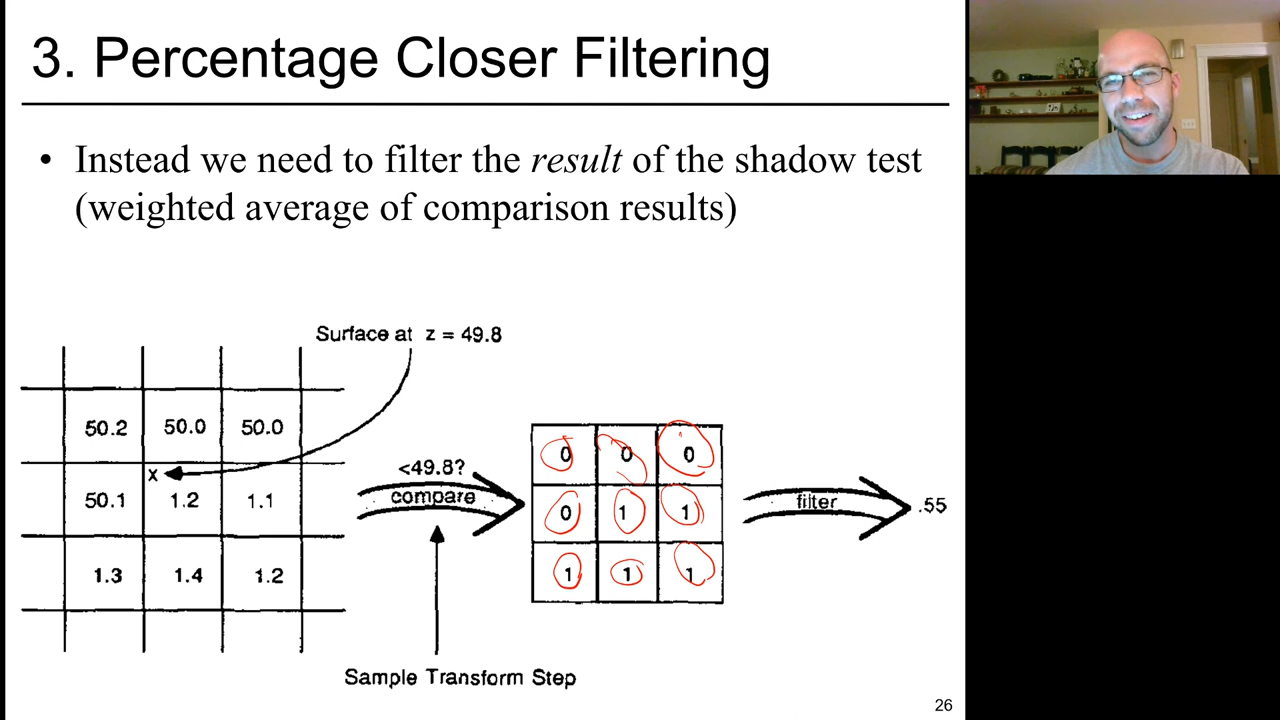 3. Percentage Closer Filtering
• Instead we need to filter the result of the shadow test
(weighted average of comparison results)
Surface at z = 49.8
50.2 50.0 50.0
x
50.1 1.2 1.1
1.3 1.4 1.2
<49.8?
compare
0 0 0
0 1 1
1 1 1
filter
.55
Sample Transform Step
26